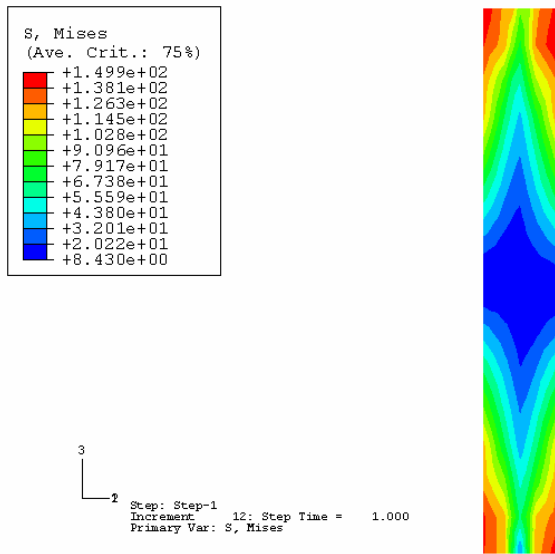 S, Mises
(Ave. Crit.: 75%)
+1.499e+02
+1.381e+02
+1.263e+02
+1.145e+02
+1.028e+02
+9.096e+01
+7.917e+01
+6.738e+01
+5.559e+01
+4.380e+01
+3.201e+01
+2.022e+01
+8.430e+00
3
Step: Step-1
Increment 12: Step Time = 1.000
Primary Var: S, Mises